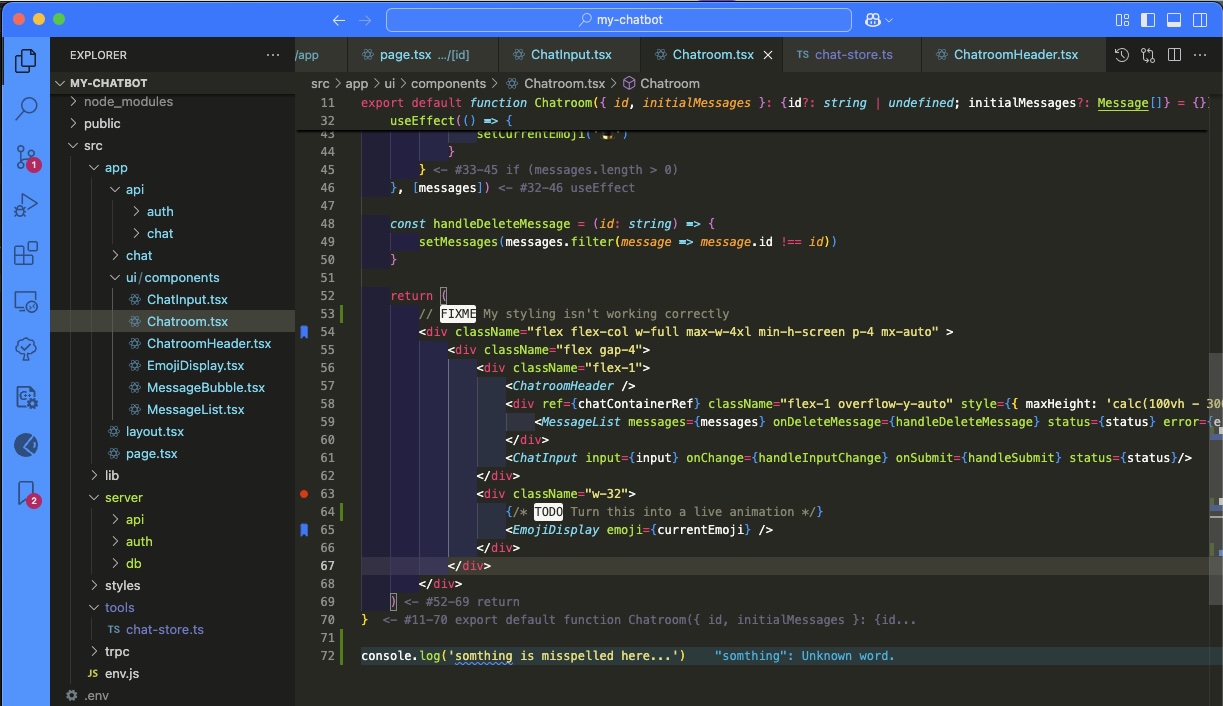 my-chatbot
EXPLORER
/app
page.tsx .../[id]
ChatInput.tsx
Chatroom.tsx
TS chat-store.ts
ChatroomHeader.tsx
MY-CHATBOT
node_modules
public
src
app
api
auth
chat
chat
ui/components
ChatInput.tsx
Chatroom.tsx
ChatroomHeader.tsx
EmojiDisplay.tsx
MessageBubble.tsx
MessageList.tsx
layout.tsx
page.tsx
lib
server
api
auth
db
styles
tools
TS chat-store.ts
trpc
JS env.js
.env
1
2
src > app > ui > components > Chatroom.tsx > Chatroom
11 export default function Chatroom({ id, initialMessages }: {id?: string | undefined; initialMessages?: Message[]} = {})
32 useEffect(() => {
43 setCurrentEmoji(' ')
44 }
45 } <- #33-45 if (messages.length > 0)
46 }, [messages]) <- #32-46 useEffect
47
48 const handleDeleteMessage = (id: string) => {
49 setMessages(messages.filter(message => message.id !== id))
50 }
51
52 return (
53 // FIXME My styling isn't working correctly
54 <div className="flex flex-col w-full max-w-4xl min-h-screen p-4 mx-auto" >
55 <div className="flex gap-4">
56 <div className="flex-1">
57 <ChatroomHeader />
58 <div ref={chatContainerRef} className="flex-1 overflow-y-auto" style={{ maxHeight: 'calc(100vh - 300
59 <MessageList messages={messages} onDeleteMessage={handleDeleteMessage} status={status} error={e
60 </div>
61 <ChatInput input={input} onChange={handleInputChange} onSubmit={handleSubmit} status={status}/>
62 </div>
63 <div className="w-32">
64 {/* TODO Turn this into a live animation */}
65 <EmojiDisplay emoji={currentEmoji} />
66 </div>
67 </div>
68 </div>
69 ) <- #52-69 return
70 } <- #11-70 export default function Chatroom({ id, initialMessages }: {id...
71
72 console.log('somthing is misspelled here...') "somthing": Unknown word.